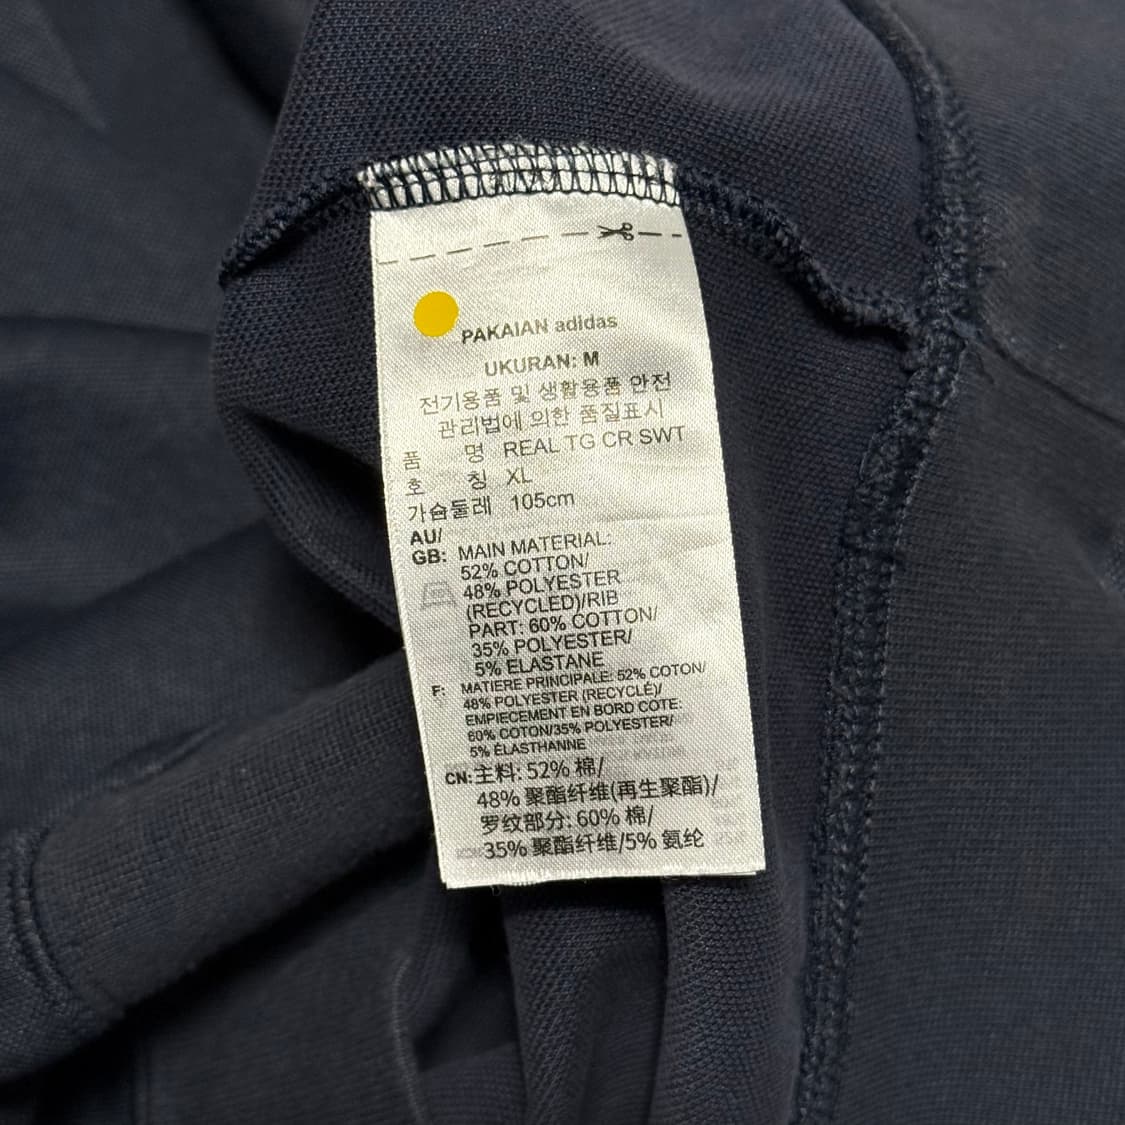 PAKAIAN adidas
UKURAN: M
전기용품 및 생활용품 안전
관리법에 의한 품질표시
품 명 REAL TG CR SWT
호 칭 XL
가슴둘레 105cm
AU/
GB: MAIN MATERIAL:
52% COTTON/
48% POLYESTER
(RECYCLED)/RIB
PART: 60% COTTON/
35% POLYESTER/
5% ELASTANE
F: MATIERE PRINCIPALE: 52% COTON/
48% POLYESTER (RECYCLÉ)/
EMPIECEMENT EN BORD COTE:
60% COTON/35% POLYESTER/
5% ÉLASTHANNE
CN: 主料: 52% 棉/
48% 聚酯纤维(再生聚酯)/
罗纹部分: 60% 棉/
35% 聚酯纤维/5% 氨纶